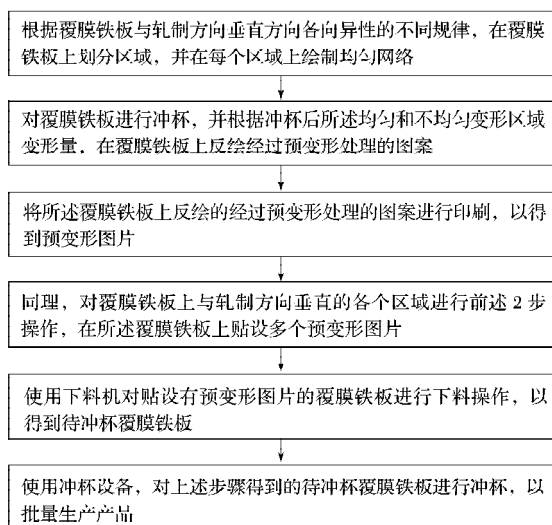 根据覆膜铁板与轧制方向垂直方向各向异性的不同规律，在覆膜
铁板上划分区域，并在每个区域上绘制均匀网络
对覆膜铁板进行冲杯，并根据冲杯后所述均匀和不均匀变形区域
变形量，在覆膜铁板上反绘经过预变形处理的图案
将所述覆膜铁板上反绘的经过预变形处理的图案进行印刷，以得
到预变形图片
同理，对覆膜铁板上与轧制方向垂直的各个区域进行前述 2 步
操作，在所述覆膜铁板上贴设多个预变形图片
使用下料机对贴设有预变形图片的覆膜铁板进行下料操作，以
得到待冲杯覆膜铁板
使用冲杯设备，对上述步骤得到的待冲杯覆膜铁板进行冲杯，以
批量生产产品